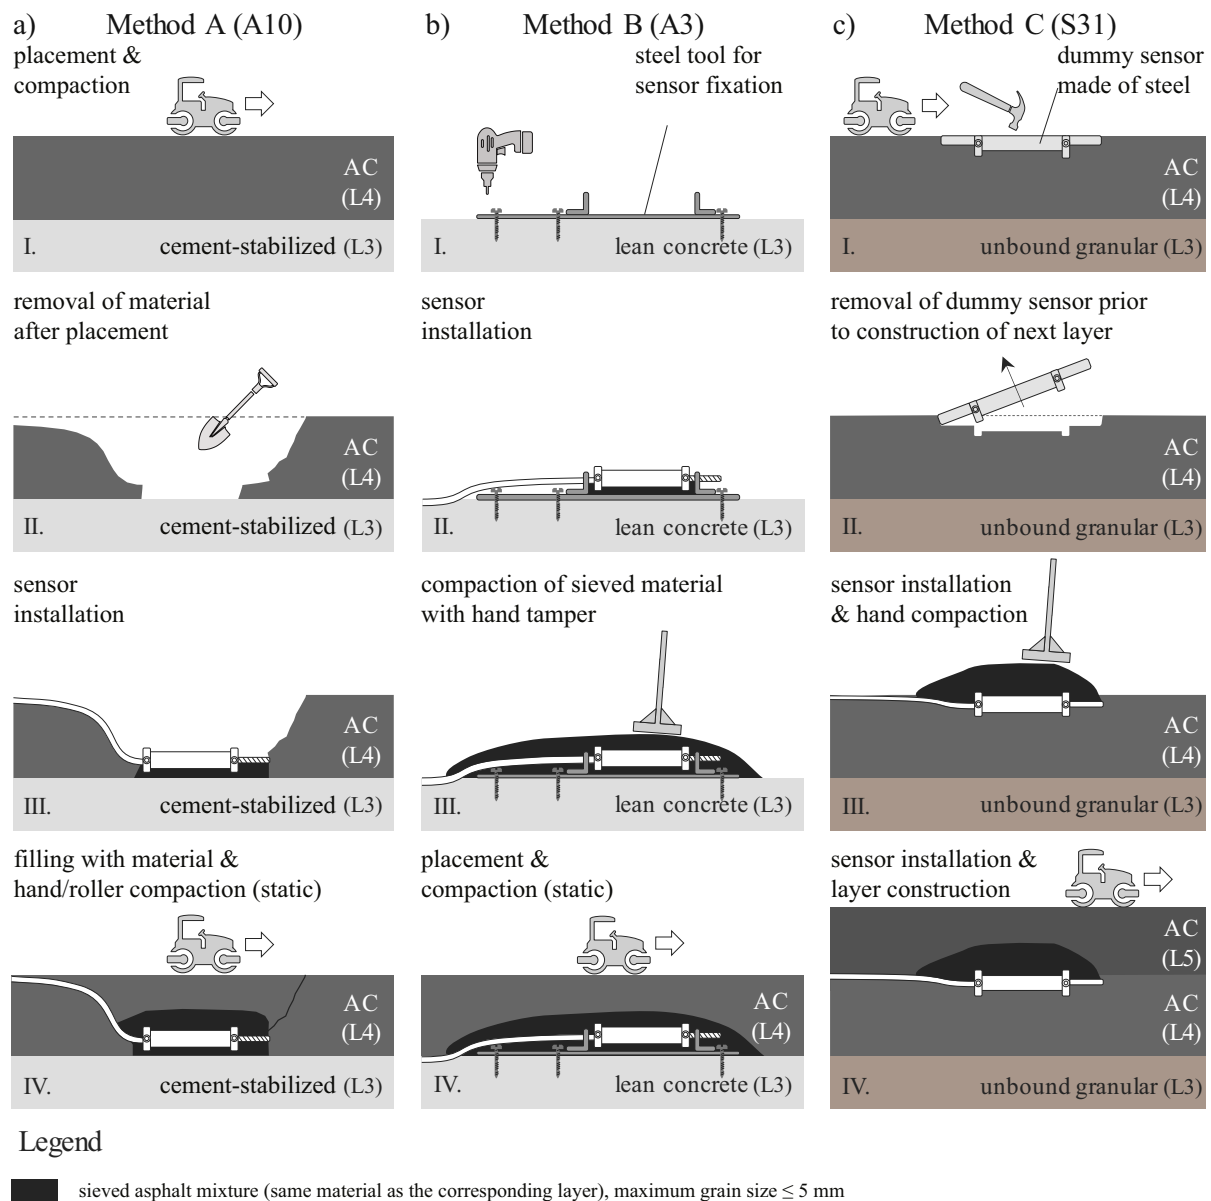 a) Method A (A10)
placement &
compaction
AC
(L4)
I. cement-stabilized (L3)
removal of material
after placement
AC
(L4)
II. cement-stabilized (L3)
sensor
installation
AC
(L4)
III. cement-stabilized (L3)
filling with material &
hand/roller compaction (static)
AC
(L4)
IV. cement-stabilized (L3)
b) Method B (A3)
steel tool for
sensor fixation
I. lean concrete (L3)
sensor
installation
II. lean concrete (L3)
compaction of sieved material
with hand tamper
III. lean concrete (L3)
placement &
compaction (static)
AC
(L4)
IV. lean concrete (L3)
c) Method C (S31)
dummy sensor
made of steel
AC
(L4)
I. unbound granular (L3)
removal of dummy sensor prior
to construction of next layer
AC
(L4)
II. unbound granular (L3)
sensor installation
& hand compaction
AC
(L4)
III. unbound granular (L3)
sensor installation &
layer construction
AC
(L5)
AC
(L4)
IV. unbound granular (L3)
Legend
sieved asphalt mixture (same material as the corresponding layer), maximum grain size ≤ 5 mm